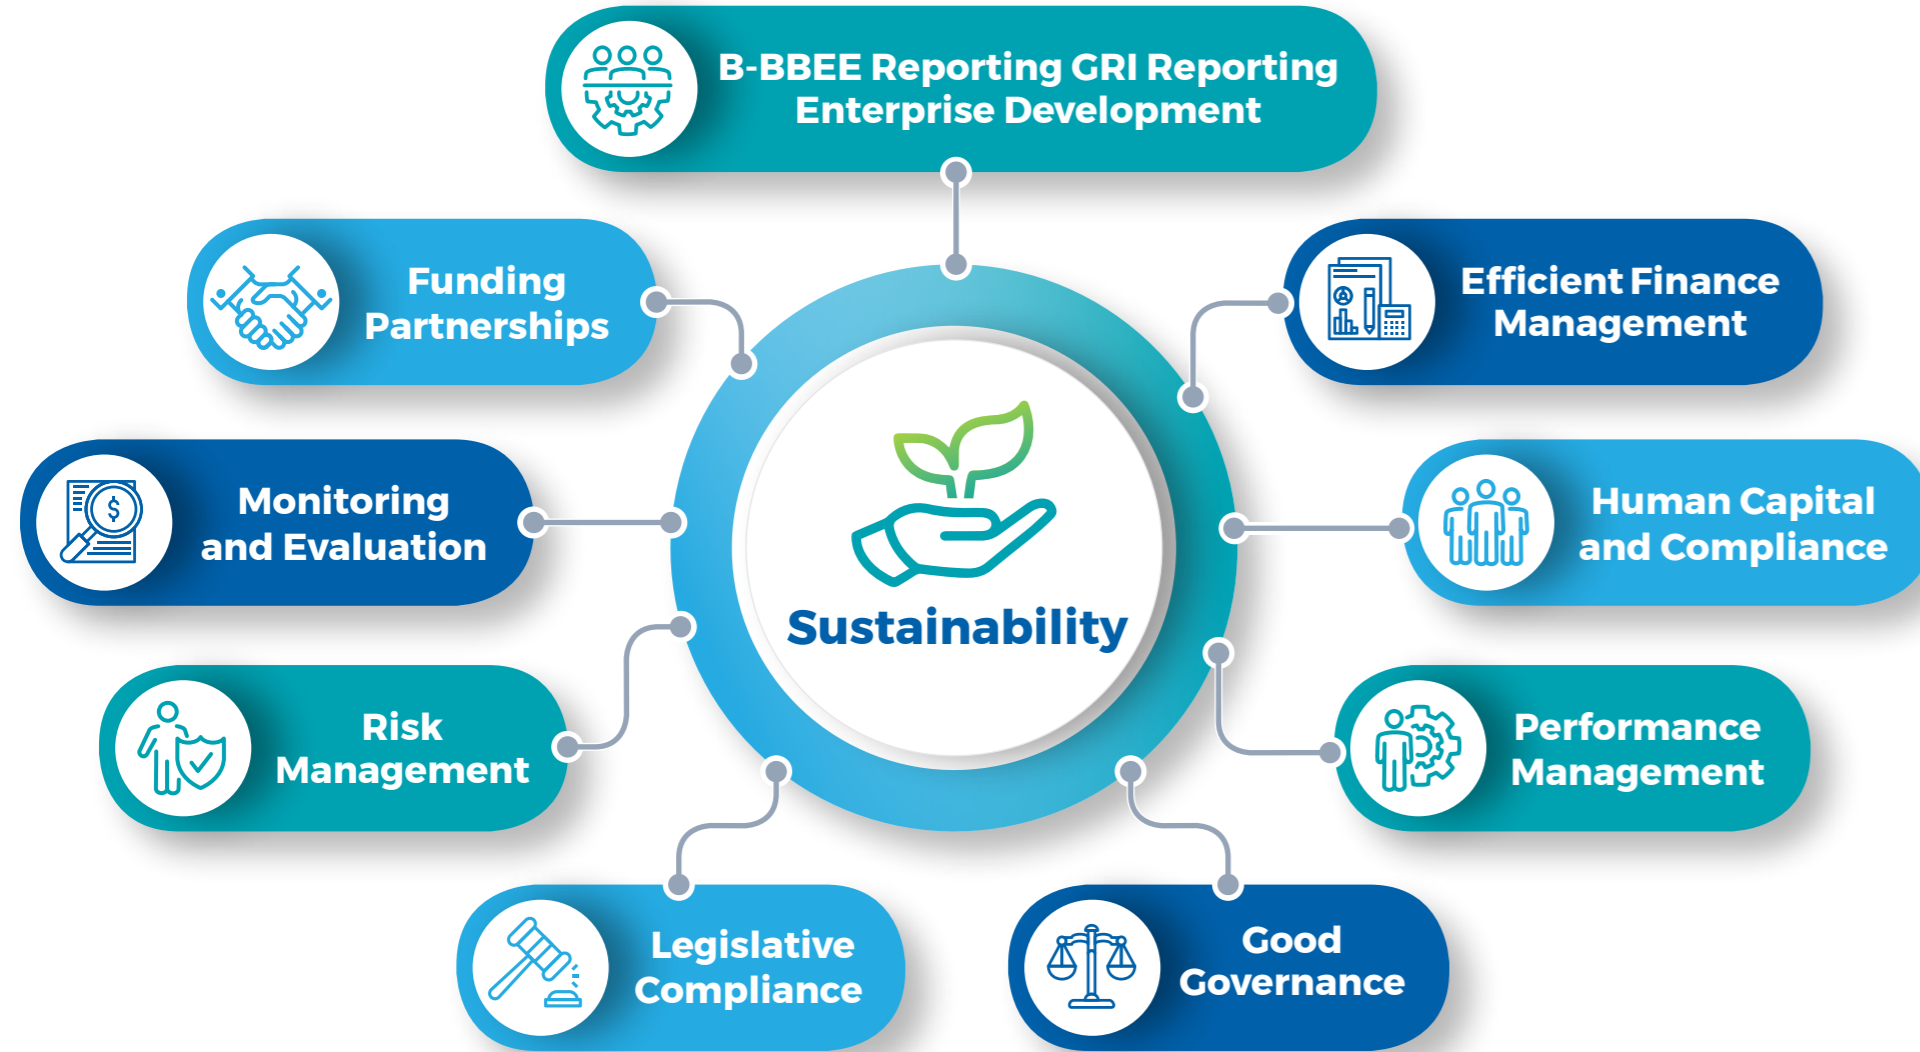 B-BBEE Reporting GRI Reporting
Enterprise Development
Funding
Partnerships
Efficient Finance
Management
Monitoring
and Evaluation
Human Capital
and Compliance
Sustainability
Risk
Management
Performance
Management
Legislative
Compliance
Good
Governance